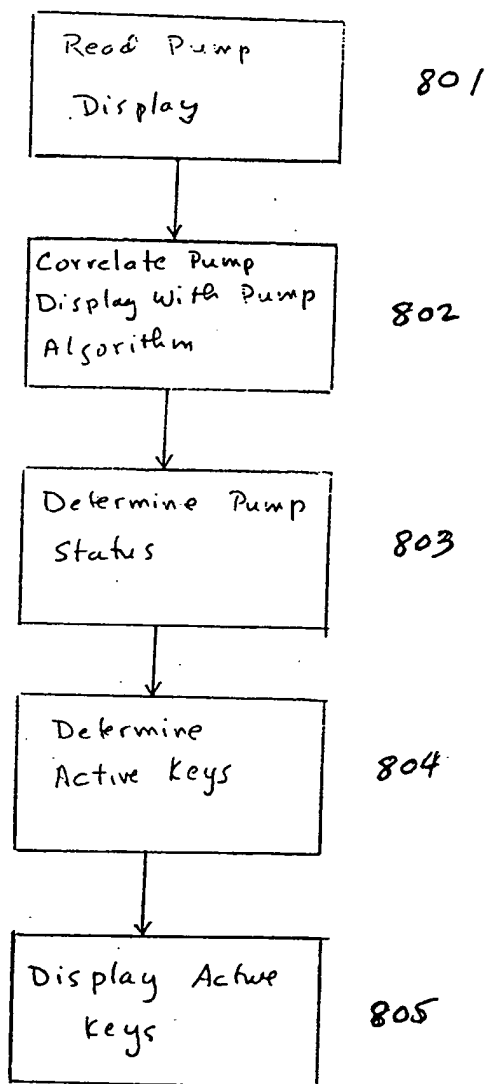 Read Pump
Display
801
Correlate Pump
Display with Pump
Algorithm
802
Determine Pump
Status
803
Determine
Active Keys
804
Display Active
Keys
805